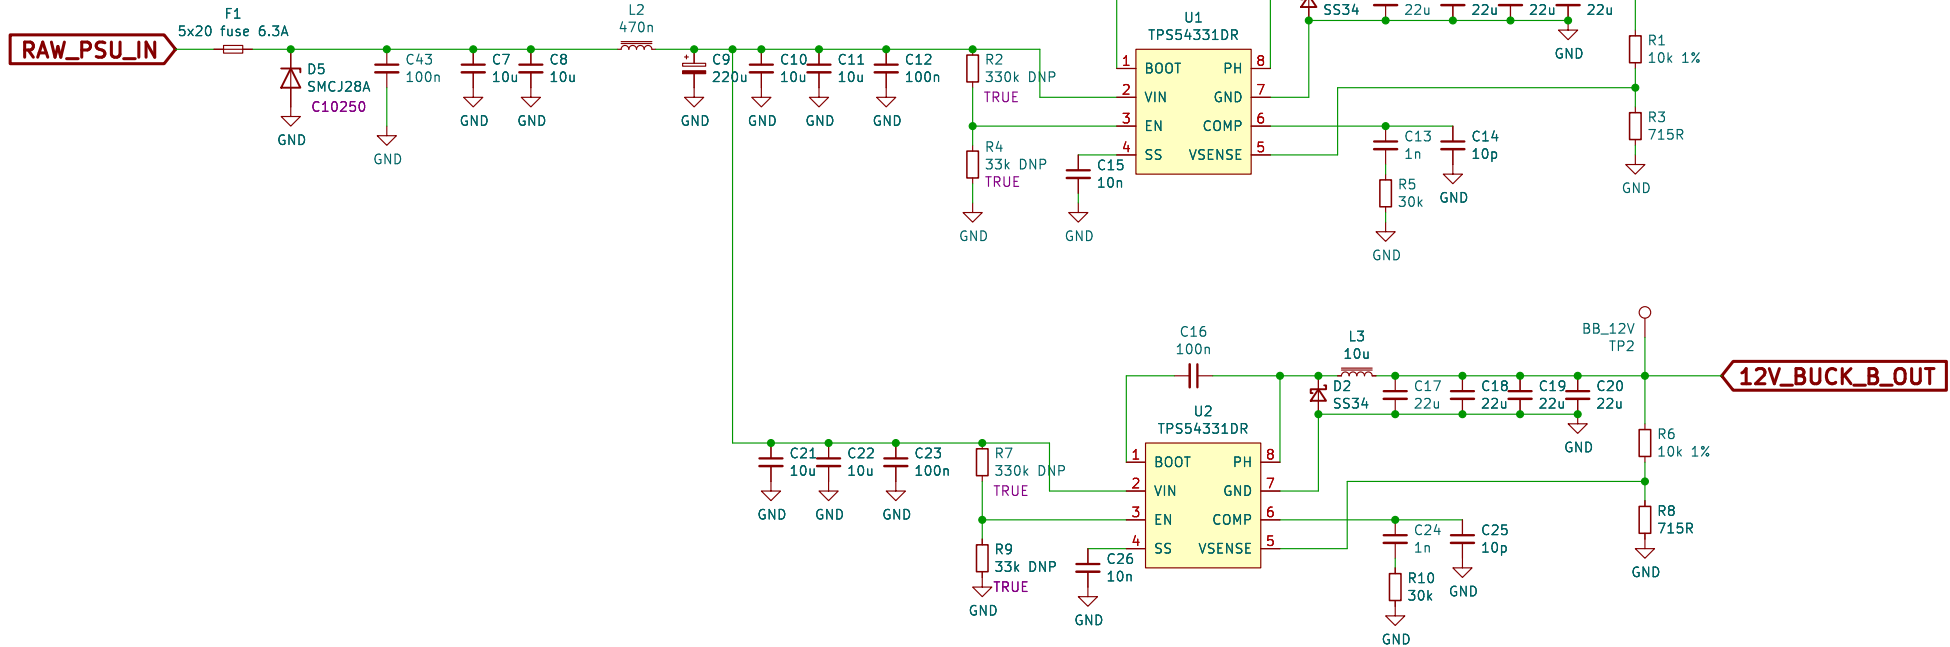 F1
5x20 fuse 6.3A
RAW_PSU_IN
D5
SMCJ28A
C10250
GND
C43
100n
GND
C7
10u
GND
C8
10u
GND
L2
470n
+
C9
220u
GND
C10
10u
GND
C11
10u
GND
C12
100n
GND
R2
330k DNP
TRUE
R4
33k DNP
TRUE
GND
C15
10n
GND
U1
TPS54331DR
1 BOOT
2 VIN
3 EN
4 SS
PH 8
GND 7
COMP 6
VSENSE 5
SS34
22u
22u
22u
22u
GND
R1
10k 1%
R3
715R
GND
C13
1n
C14
10p
GND
R5
30k
GND
BB_12V
TP2
12V_BUCK_B_OUT
C16
100n
L3
10u
D2
SS34
C17
22u
C18
22u
C19
22u
C20
22u
GND
U2
TPS54331DR
1 BOOT
2 VIN
3 EN
4 SS
PH 8
GND 7
COMP 6
VSENSE 5
C21
10u
GND
C22
10u
GND
C23
100n
GND
R7
330k DNP
TRUE
R9
33k DNP
TRUE
GND
C26
10n
GND
R6
10k 1%
R8
715R
GND
C24
1n
C25
10p
GND
R10
30k
GND